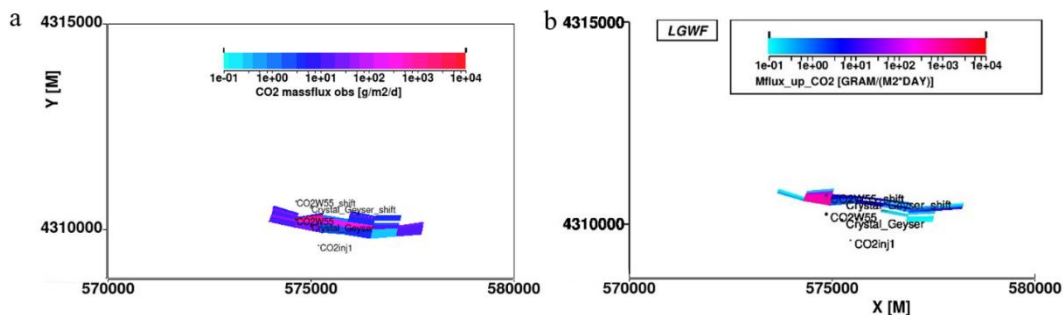 a
4315000
Y [M]
4310000
1e-01 1e+00 1e+01 1e+02 1e+03 1e+04
CO2 massflux obs [g/m2/d]
CO2W55_shift
Crystal_Geyser_shift
CO2W55
Crystal_Geyser
CO2inj1
570000 575000 580000
b
4315000
4310000
LGWF
1e-01 1e+00 1e+01 1e+02 1e+03 1e+04
Mflux_up_CO2 [GRAM/(M2*DAY)]
CO2W55_shift
Crystal_Geyser_shift
CO2W55
Crystal_Geyser
CO2inj1
570000 575000 580000
X [M]